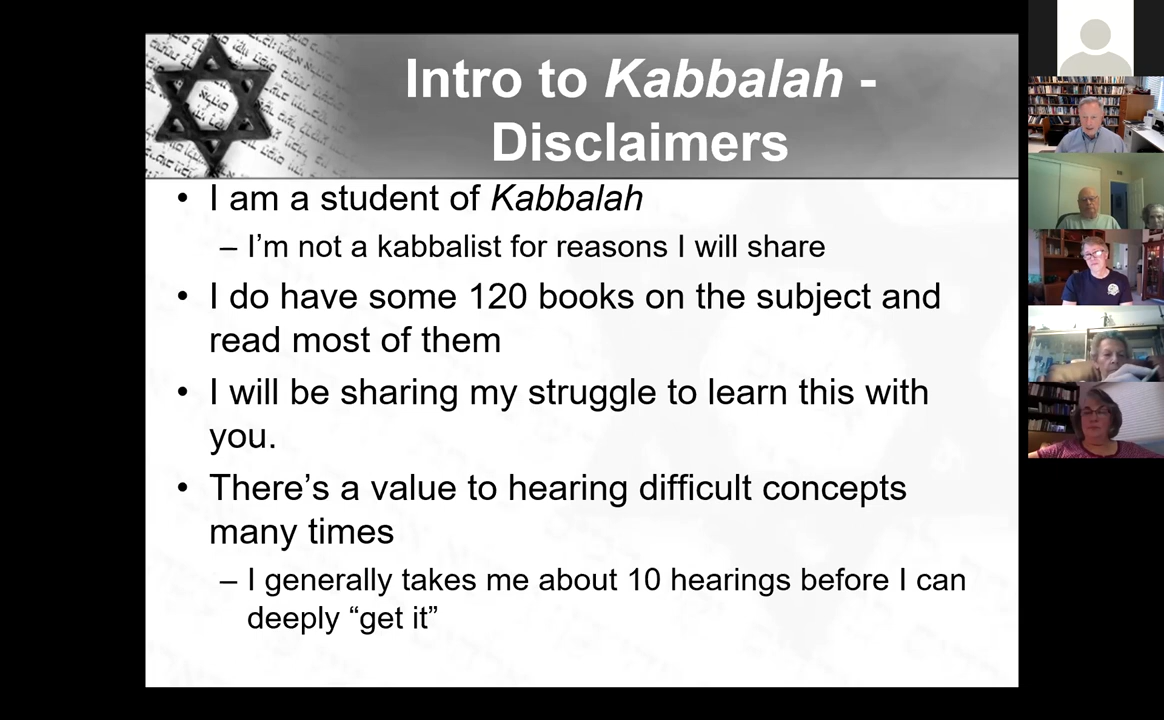 Intro to Kabbalah -
Disclaimers
• I am a student of Kabbalah
– I'm not a kabbalist for reasons I will share
• I do have some 120 books on the subject and
read most of them
• I will be sharing my struggle to learn this with
you.
• There's a value to hearing difficult concepts
many times
– I generally takes me about 10 hearings before I can
deeply “get it”